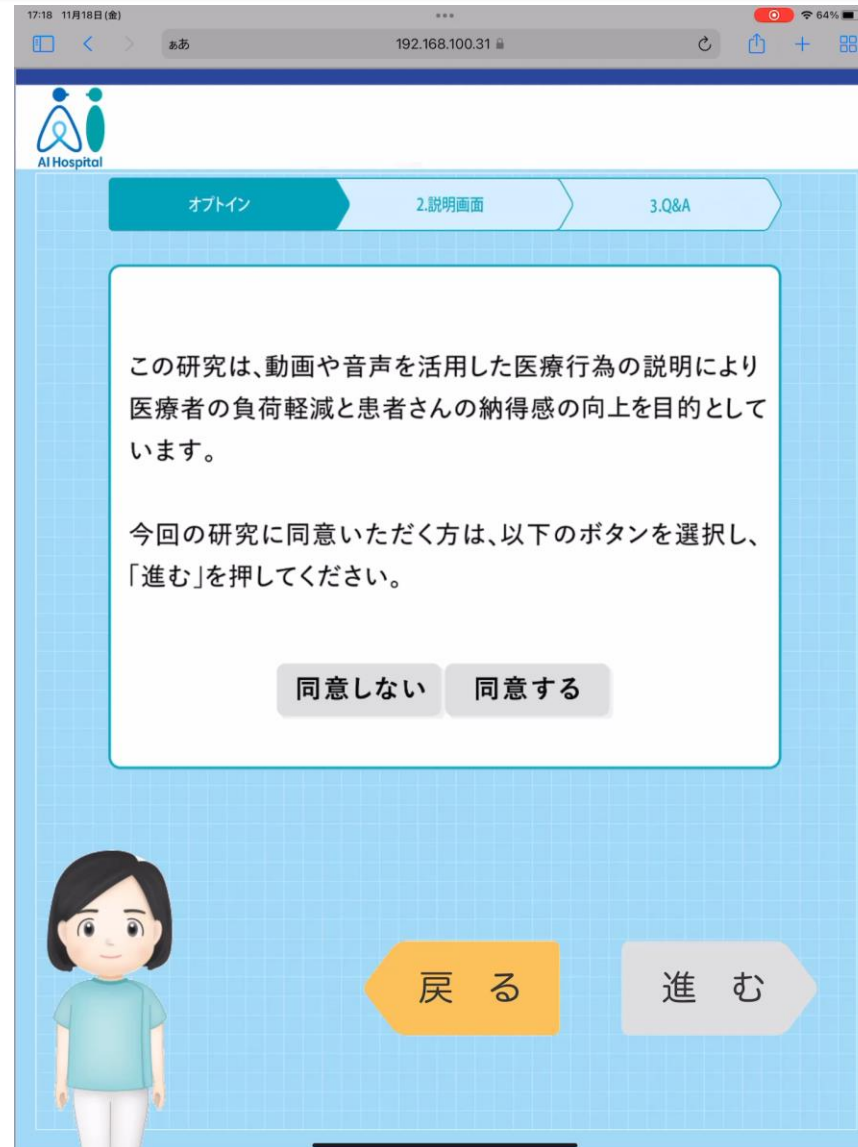 17:18 11月18日(金)
64%
ああ
192.168.100.31
AI Hospital
オプトイン
2.説明画面
3.Q&A
この研究は、動画や音声を活用した医療行為の説明により
医療者の負荷軽減と患者さんの納得感の向上を目的として
います。
今回の研究に同意いただく方は、以下のボタンを選択し、
「進む」を押してください。
同意しない
同意する
戻る
進む